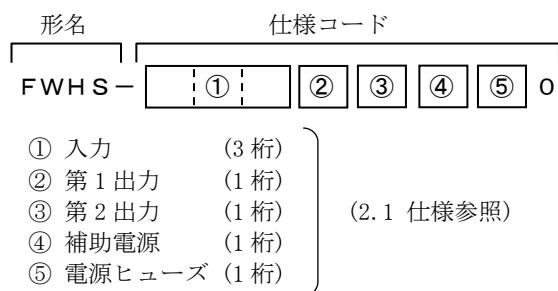 形名 仕様コード
FWHS－ ① ② ③ ④ ⑤ 0
① 入力 (3 桁)
② 第 1 出力 (1 桁)
③ 第 2 出力 (1 桁) (2.1 仕様参照)
④ 補助電源 (1 桁)
⑤ 電源ヒューズ (1 桁)